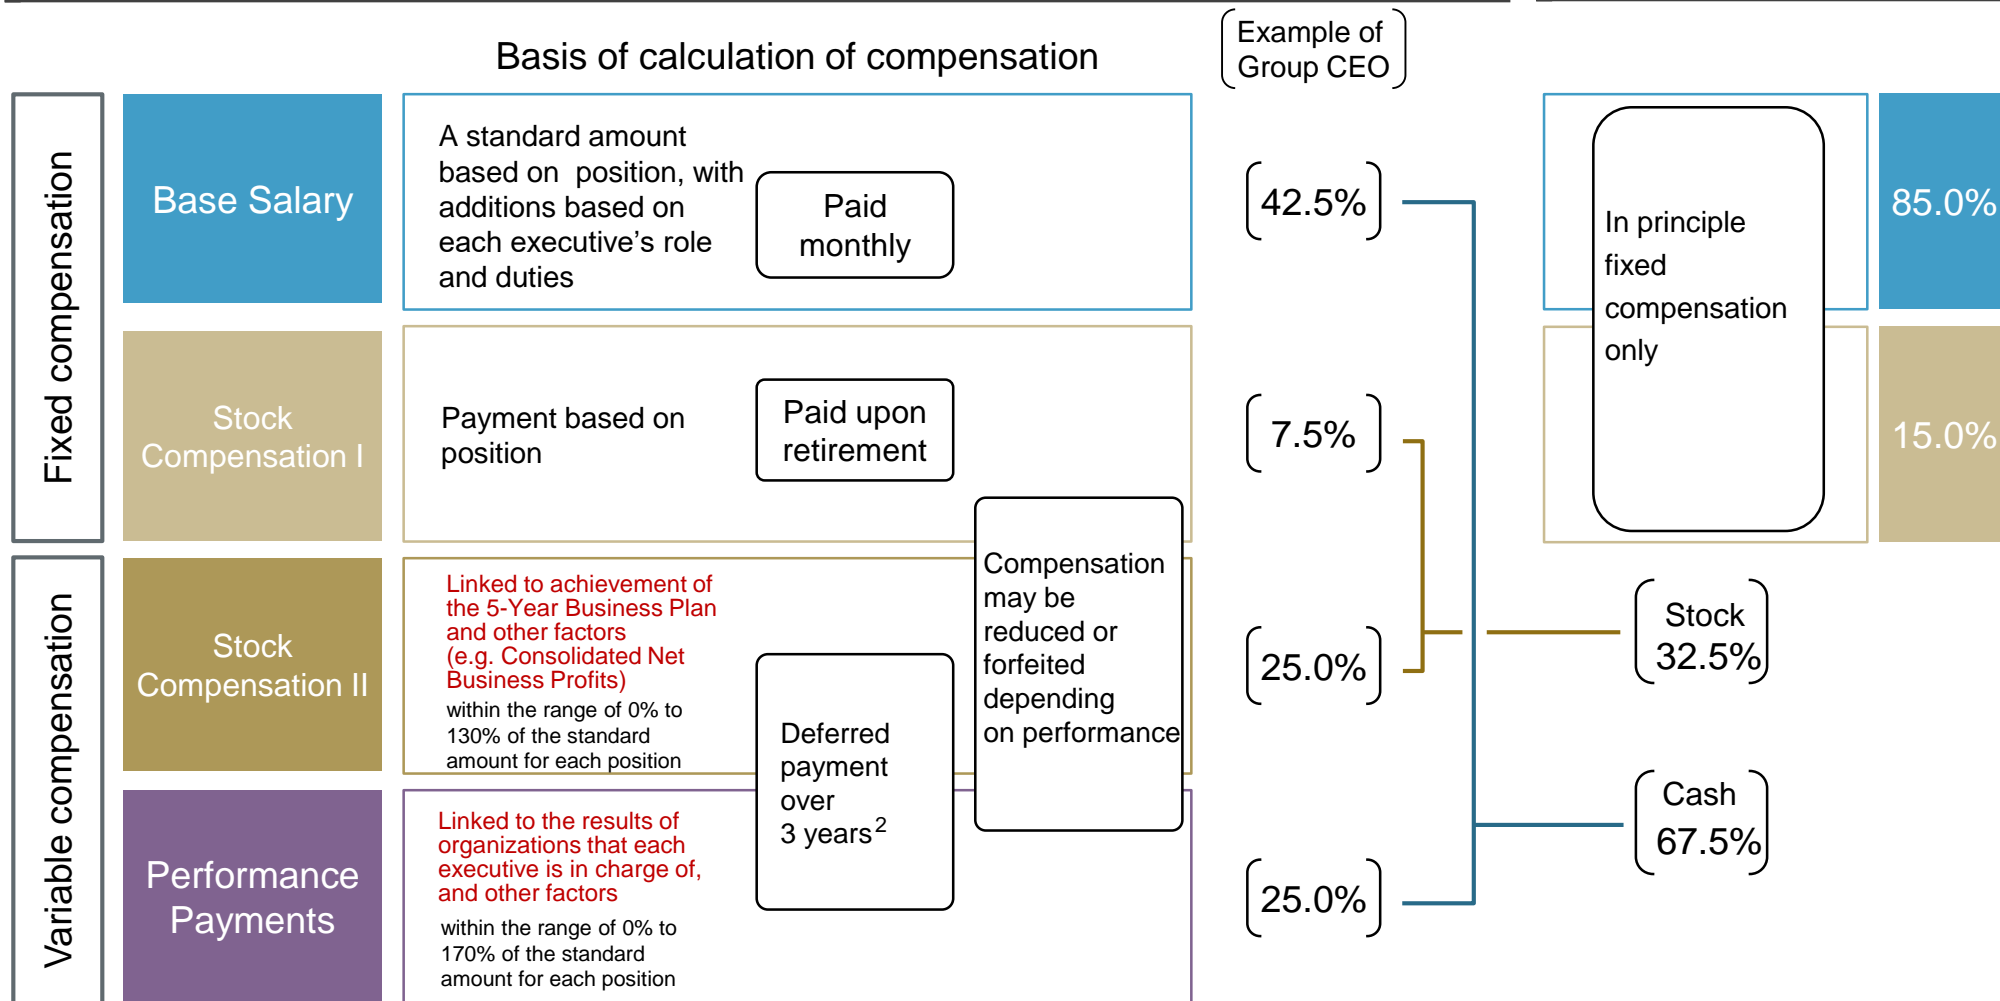 Basis of calculation of compensation
Example of
Group CEO
Fixed compensation
Base Salary
A standard amount
based on position, with
additions based on
each executive's role
and duties
Paid
monthly
42.5%
In principle
fixed
compensation
only
85.0%
Stock
Compensation I
Payment based on
position
Paid upon
retirement
7.5%
15.0%
Variable compensation
Stock
Compensation II
Linked to achievement of
the 5-Year Business Plan
and other factors
(e.g. Consolidated Net
Business Profits)
within the range of 0% to
130% of the standard
amount for each position
Deferred
payment
over
3 years2
Compensation
may be
reduced or
forfeited
depending
on performance
25.0%
Stock
32.5%
Performance
Payments
Linked to the results of
organizations that each
executive is in charge of,
and other factors
within the range of 0% to
170% of the standard
amount for each position
25.0%
Cash
67.5%